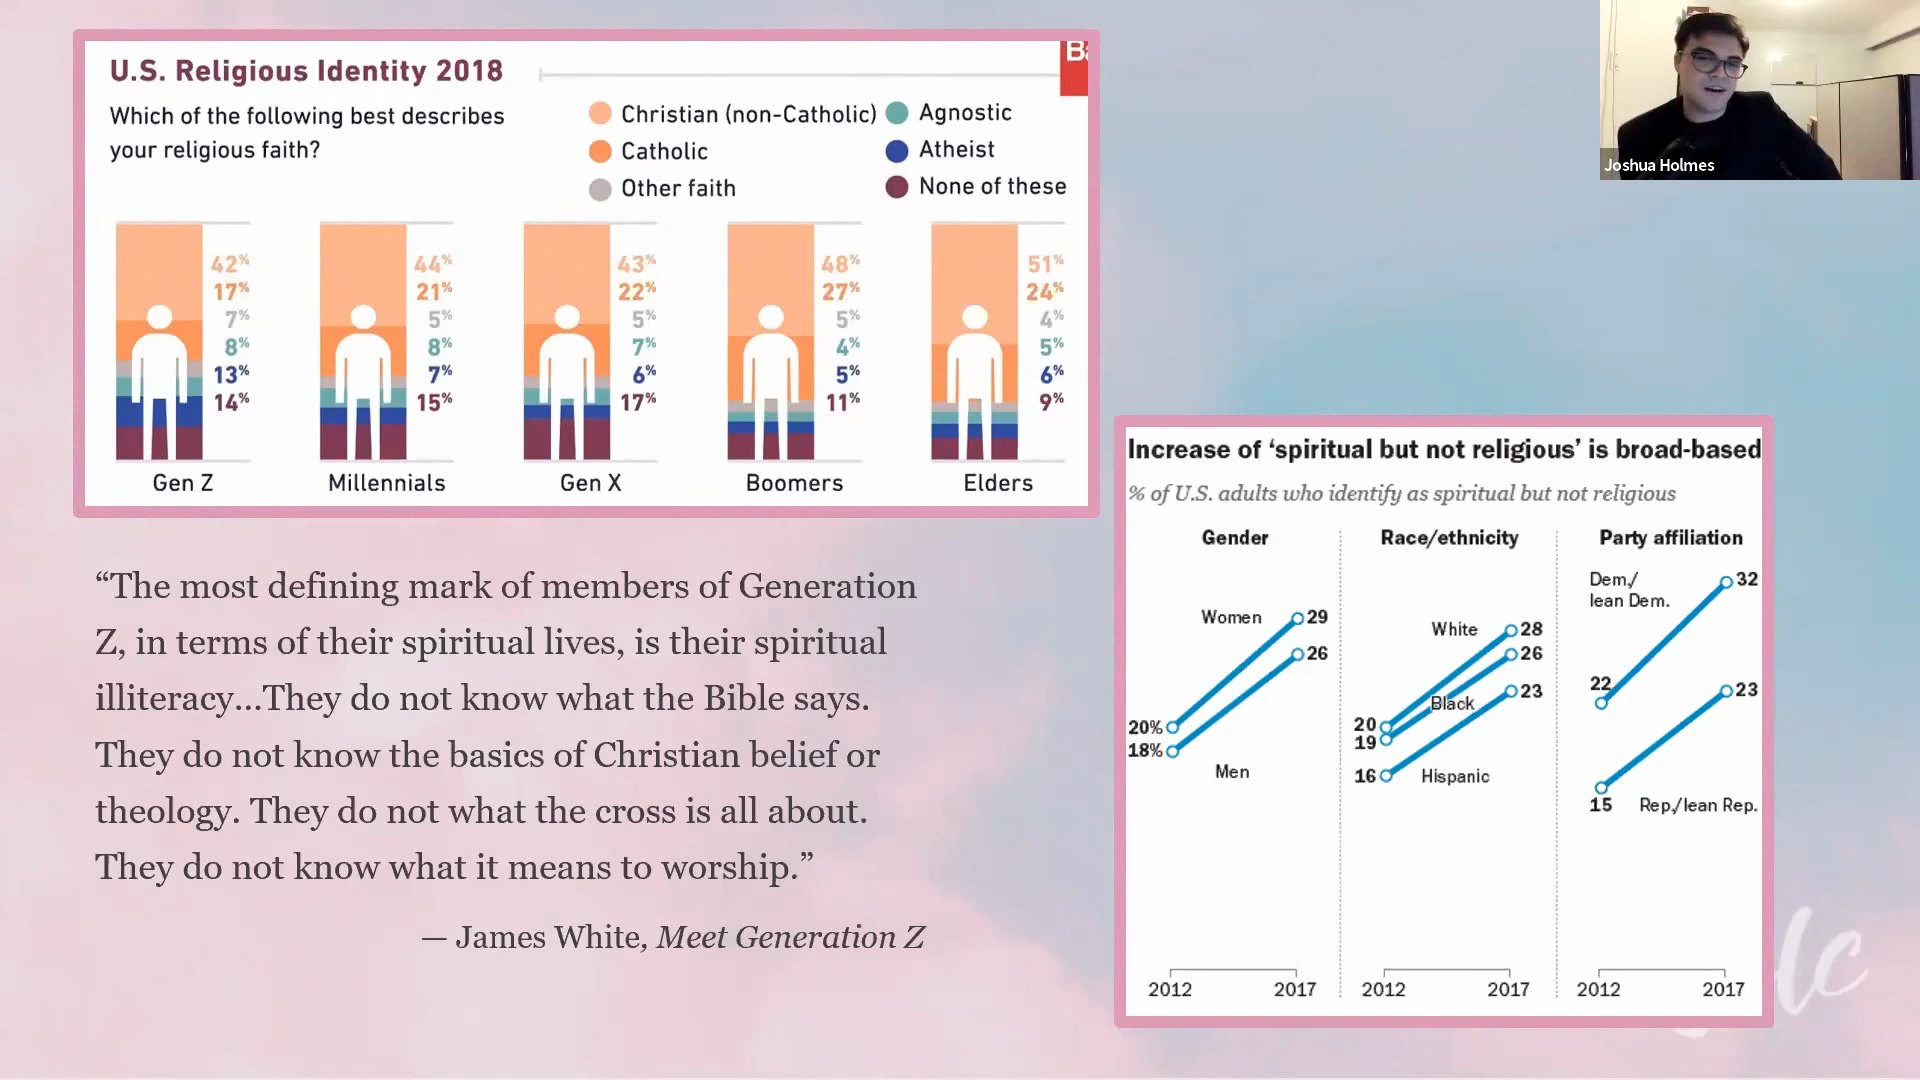 U.S. Religious Identity 2018
Which of the following best describes
your religious faith?
Christian (non-Catholic)
Catholic
Other faith
Agnostic
Atheist
None of these
42%
17%
7%
8%
13%
14%
Gen Z
44%
21%
5%
8%
7%
15%
Millennials
43%
22%
5%
7%
6%
17%
Gen X
48%
27%
5%
4%
5%
11%
Boomers
51%
24%
4%
5%
6%
9%
Elders
Joshua Holmes
“The most defining mark of members of Generation
Z, in terms of their spiritual lives, is their spiritual
illiteracy...They do not know what the Bible says.
They do not know the basics of Christian belief or
theology. They do not what the cross is all about.
They do not know what it means to worship.”
— James White, Meet Generation Z
Increase of ‘spiritual but not religious’ is broad-based
% of U.S. adults who identify as spiritual but not religious
Gender
Women
29
26
20%
18%
Men
2012 2017
Race/ethnicity
White
28
26
Black
23
20
19
16
Hispanic
2012 2017
Party affiliation
Dem./
lean Dem.
32
22
23
15
Rep./lean Rep.
2012 2017